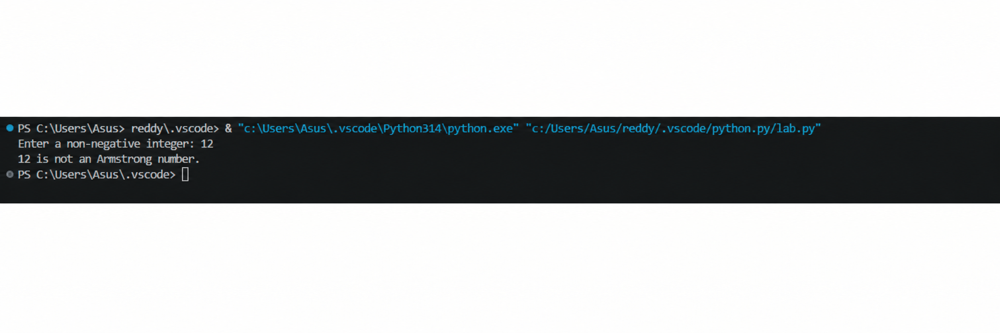 PS C:\Users\Asus> reddy\.vscode> & "c:\Users\Asus\.vscode\Python314\python.exe" "c:/Users/Asus/reddy/.vscode/python.py/lab.py"
Enter a non-negative integer: 12
12 is not an Armstrong number.
PS C:\Users\Asus\.vscode>